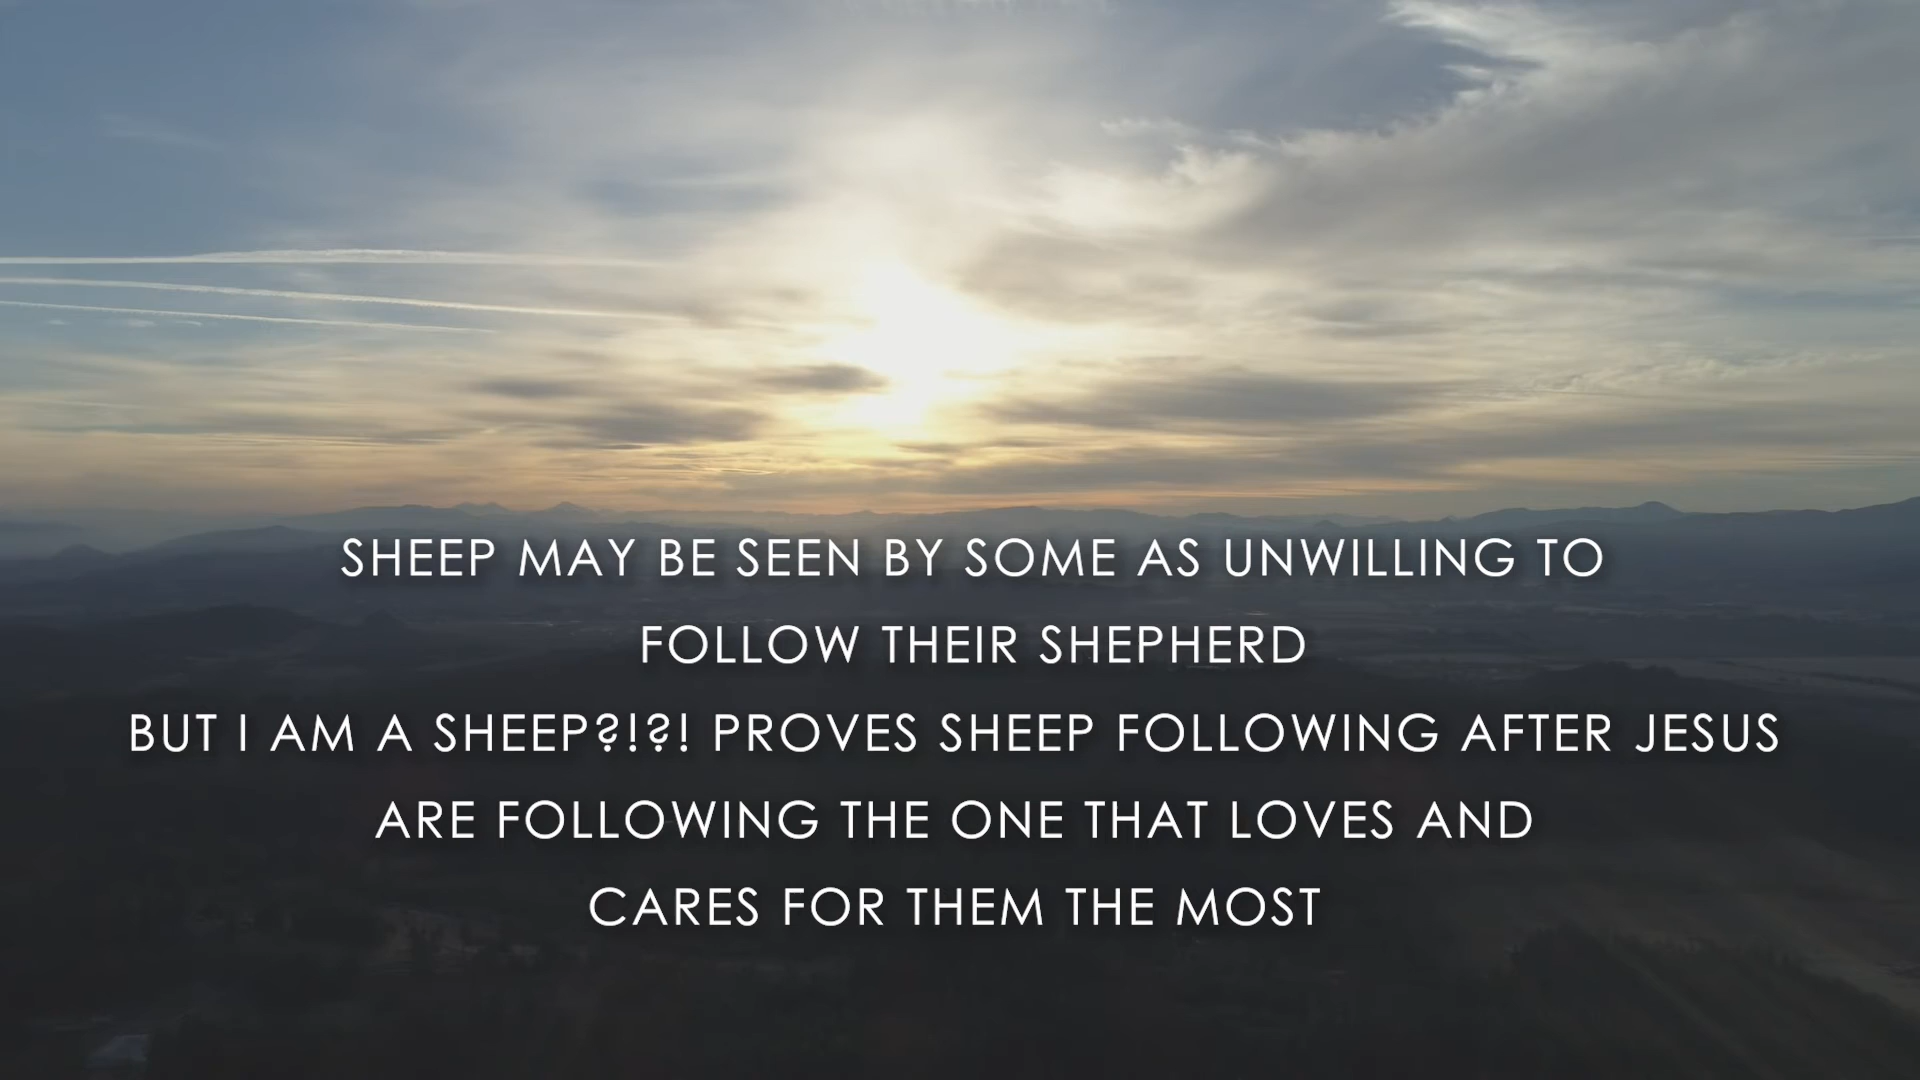 SHEEP MAY BE SEEN BY SOME AS UNWILLING TO
FOLLOW THEIR SHEPHERD
BUT I AM A SHEEP?!?! PROVES SHEEP FOLLOWING AFTER JESUS
ARE FOLLOWING THE ONE THAT LOVES AND
CARES FOR THEM THE MOST